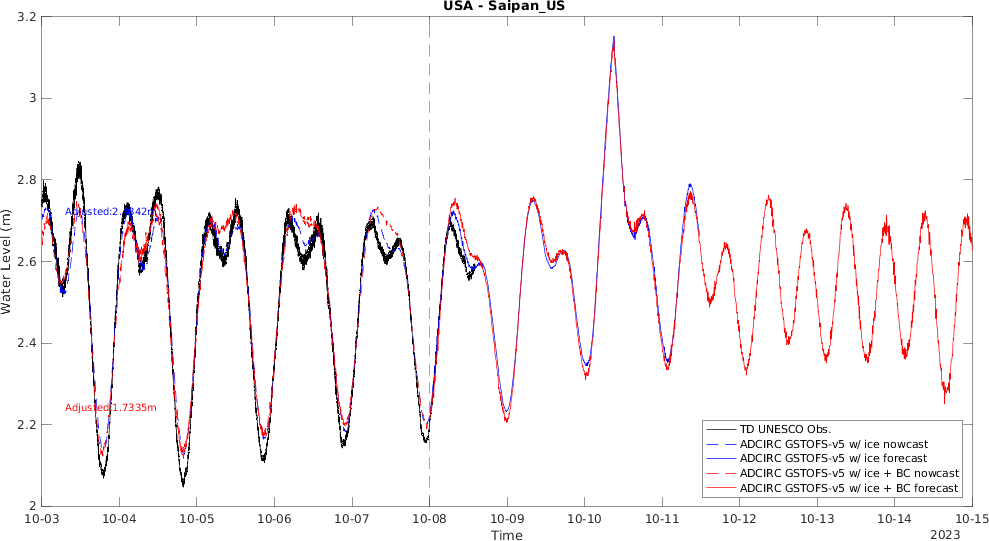 USA - Saipan_US
Water Level (m)
3.2
3
2.8
2.6
2.4
2.2
2
Adjusted:1.7335m
TD UNESCO Obs.
ADCIRC GSTOFS-v5 w/ ice nowcast
ADCIRC GSTOFS-v5 w/ ice forecast
ADCIRC GSTOFS-v5 w/ ice + BC nowcast
ADCIRC GSTOFS-v5 w/ ice + BC forecast
10-03 10-04 10-05 10-06 10-07 10-08 10-09 10-10 10-11 10-12 10-13 10-14 10-15
Time
2023